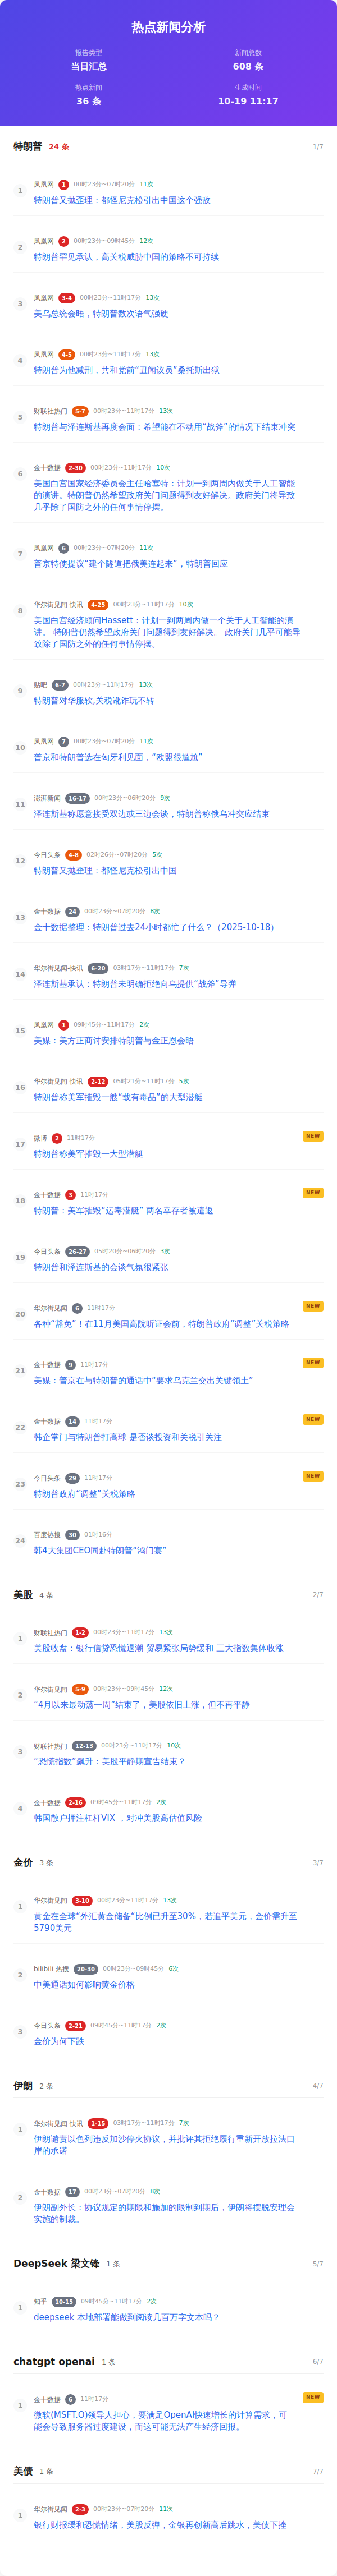 热点新闻分析
报告类型
新闻总数
当日汇总
608 条
热点新闻
生成时间
36 条
10-19 11:17
特朗普 24 条 1/7
1
凤凰网 1 00时23分~07时20分 11次
特朗普又抛歪理：都怪尼克松引出中国这个强敌
2
凤凰网 2 00时23分~09时45分 12次
特朗普罕见承认，高关税威胁中国的策略不可持续
3
凤凰网 3-4 00时23分~11时17分 13次
美乌总统会晤，特朗普数次语气强硬
4
凤凰网 4-5 00时23分~11时17分 13次
特朗普为他减刑，共和党前“丑闻议员”桑托斯出狱
5
财联社热门 5-7 00时23分~11时17分 13次
特朗普与泽连斯基再度会面：希望能在不动用“战斧”的情况下结束冲突
6
金十数据 2-30 00时23分~11时17分 10次
美国白宫国家经济委员会主任哈塞特：计划一到两周内做关于人工智能
的演讲。特朗普仍然希望政府关门问题得到友好解决。政府关门将导致
几乎除了国防之外的任何事情停摆。
7
凤凰网 6 00时23分~07时20分 11次
普京特使提议“建个隧道把俄美连起来”，特朗普回应
8
华尔街见闻-快讯 4-25 00时23分~11时17分 10次
美国白宫经济顾问Hassett：计划一到两周内做一个关于人工智能的演
讲。 特朗普仍然希望政府关门问题得到友好解决。 政府关门几乎可能导
致除了国防之外的任何事情停摆。
9
贴吧 6-7 00时23分~11时17分 13次
特朗普对华服软,关税讹诈玩不转
10
凤凰网 7 00时23分~07时20分 11次
普京和特朗普选在匈牙利见面，“欧盟很尴尬”
11
澎湃新闻 16-17 00时23分~06时20分 9次
泽连斯基称愿意接受双边或三边会谈，特朗普称俄乌冲突应结束
12
今日头条 4-8 02时26分~07时20分 5次
特朗普又抛歪理：都怪尼克松引出中国
13
金十数据 24 00时23分~07时20分 8次
金十数据整理：特朗普过去24小时都忙了什么？（2025-10-18）
14
华尔街见闻-快讯 6-20 03时17分~11时17分 7次
泽连斯基承认：特朗普未明确拒绝向乌提供“战斧”导弹
15
凤凰网 1 09时45分~11时17分 2次
美媒：美方正商讨安排特朗普与金正恩会晤
16
华尔街见闻-快讯 2-12 05时21分~11时17分 5次
特朗普称美军摧毁一艘“载有毒品”的大型潜艇
17
微博 2 11时17分 NEW
特朗普称美军摧毁一大型潜艇
18
金十数据 3 11时17分 NEW
特朗普：美军摧毁“运毒潜艇” 两名幸存者被遣返
19
今日头条 26-27 05时20分~06时20分 3次
特朗普和泽连斯基的会谈气氛很紧张
20
华尔街见闻 6 11时17分 NEW
各种“豁免”！在11月美国高院听证会前，特朗普政府“调整”关税策略
21
金十数据 9 11时17分 NEW
美媒：普京在与特朗普的通话中“要求乌克兰交出关键领土”
22
金十数据 14 11时17分 NEW
韩企掌门与特朗普打高球 是否谈投资和关税引关注
23
今日头条 29 11时17分 NEW
特朗普政府“调整”关税策略
24
百度热搜 30 01时16分
韩4大集团CEO同赴特朗普“鸿门宴”
美股 4 条 2/7
1
财联社热门 1-2 00时23分~11时17分 13次
美股收盘：银行信贷恐慌退潮 贸易紧张局势缓和 三大指数集体收涨
2
华尔街见闻 5-9 00时23分~09时45分 12次
“4月以来最动荡一周”结束了，美股依旧上涨，但不再平静
3
财联社热门 12-13 00时23分~11时17分 10次
“恐慌指数”飙升：美股平静期宣告结束？
4
金十数据 2-16 09时45分~11时17分 2次
韩国散户押注杠杆VIX ，对冲美股高估值风险
金价 3 条 3/7
1
华尔街见闻 3-10 00时23分~11时17分 13次
黄金在全球“外汇黄金储备”比例已升至30%，若追平美元，金价需升至
5790美元
2
bilibili 热搜 20-30 00时23分~09时45分 6次
中美通话如何影响黄金价格
3
今日头条 2-21 09时45分~11时17分 2次
金价为何下跌
伊朗 2 条 4/7
1
华尔街见闻-快讯 1-15 03时17分~11时17分 7次
伊朗谴责以色列违反加沙停火协议，并批评其拒绝履行重新开放拉法口
岸的承诺
2
金十数据 17 00时23分~07时20分 8次
伊朗副外长：协议规定的期限和施加的限制到期后，伊朗将摆脱安理会
实施的制裁。
DeepSeek 梁文锋 1 条 5/7
1
知乎 10-15 09时45分~11时17分 2次
deepseek 本地部署能做到阅读几百万字文本吗？
chatgpt openai 1 条 6/7
1
金十数据 6 11时17分 NEW
微软(MSFT.O)领导人担心，要满足OpenAI快速增长的计算需求，可
能会导致服务器过度建设，而这可能无法产生经济回报。
美债 1 条 7/7
1
华尔街见闻 2-3 00时23分~07时20分 11次
银行财报缓和恐慌情绪，美股反弹，金银再创新高后跳水，美债下挫